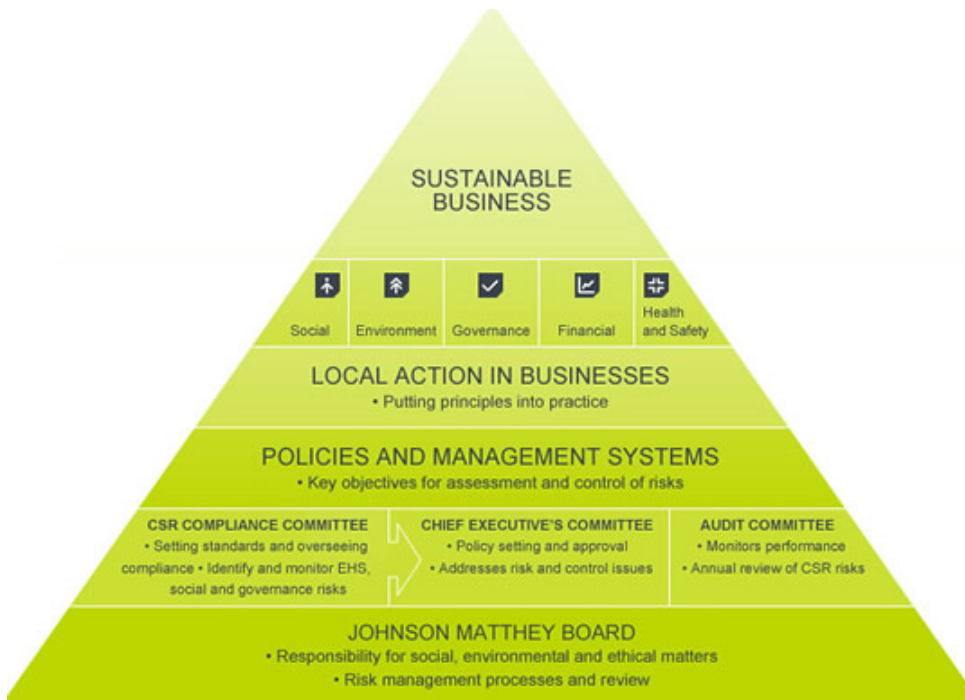 SUSTAINABLE
BUSINESS
Social
Environment
Governance
Financial
Health
and Safety
LOCAL ACTION IN BUSINESSES
• Putting principles into practice
POLICIES AND MANAGEMENT SYSTEMS
• Key objectives for assessment and control of risks
CSR COMPLIANCE COMMITTEE
• Setting standards and overseeing
compliance • Identify and monitor EHS,
social and governance risks
CHIEF EXECUTIVE'S COMMITTEE
• Policy setting and approval
• Addresses risk and control issues
AUDIT COMMITTEE
• Monitors performance
• Annual review of CSR risks
JOHNSON MATTHEY BOARD
• Responsibility for social, environmental and ethical matters
• Risk management processes and review